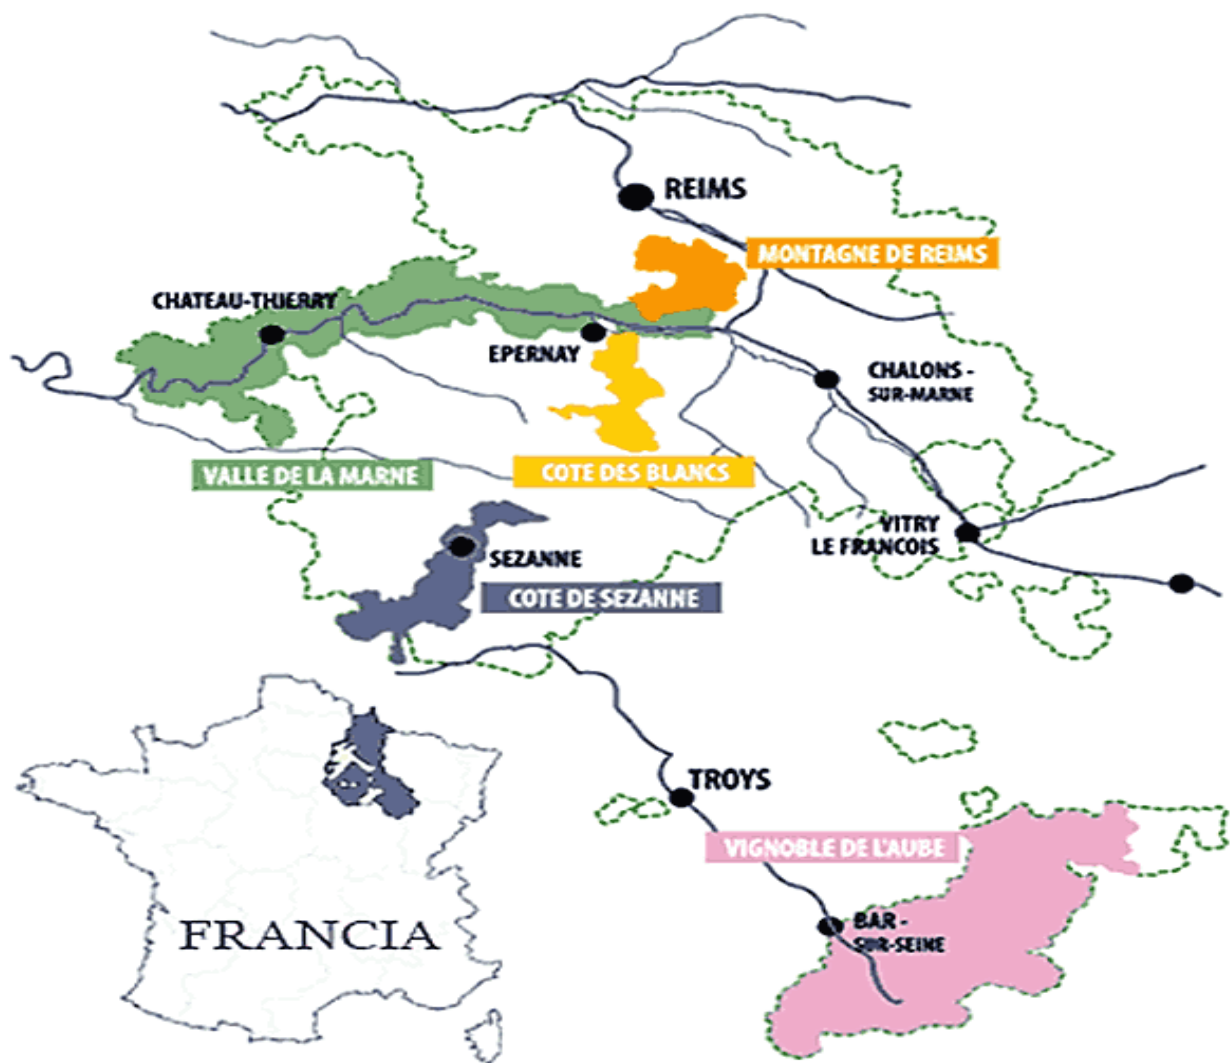 REIMS
MONTAGNE DE REIMS
CHATEAU-THIERRY
EPERNAY
CHALONS -
SUR-MARNE
VALLE DE LA MARNE
COTE DES BLANCS
VITRY
LE FRANCOIS
SEZANNE
COTE DE SEZANNE
TROYS
VIGNOBLE DE L'AUBE
BAR -
SUR-SEINE
FRANCIA